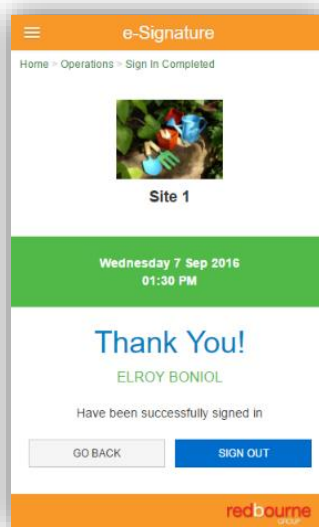 e-Signature
Home > Operations > Sign In Completed
Site 1
Wednesday 7 Sep 2016
01:30 PM
Thank You!
ELROY BONIOL
Have been successfully signed in
GO BACK SIGN OUT
redbourne
GROUP